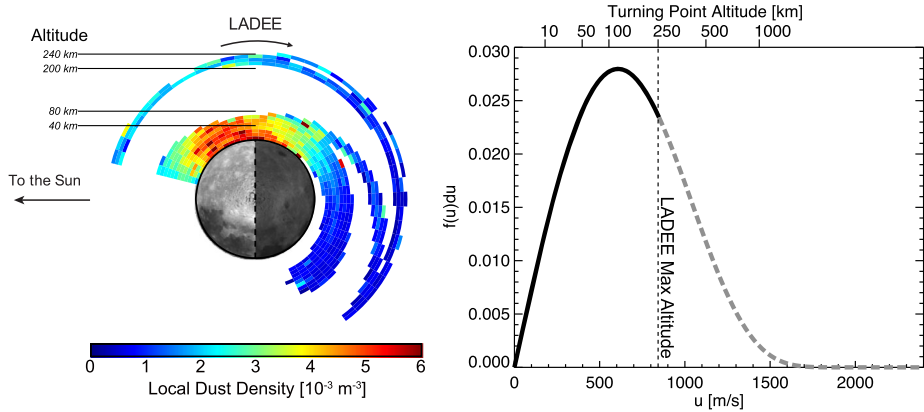 LADEE
Altitude
240 km
200 km
80 km
40 km
To the Sun
0 1 2 3 4 5 6
Local Dust Density [10⁻³ m⁻³]
Turning Point Altitude [km]
10 50 100 250 500 1000
0.030
0.025
0.020
0.015
0.010
0.005
0.000
f(u)du
LADEE Max Altitude
0 500 1000 1500 2000
u [m/s]